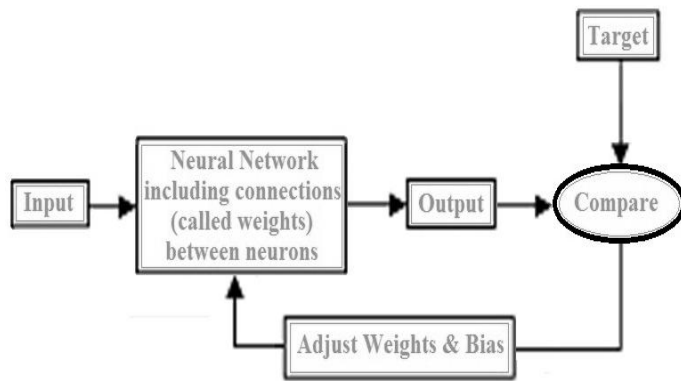 Target
Neural Network
including connections
(called weights)
between neurons
Input
Output
Compare
Adjust Weights & Bias